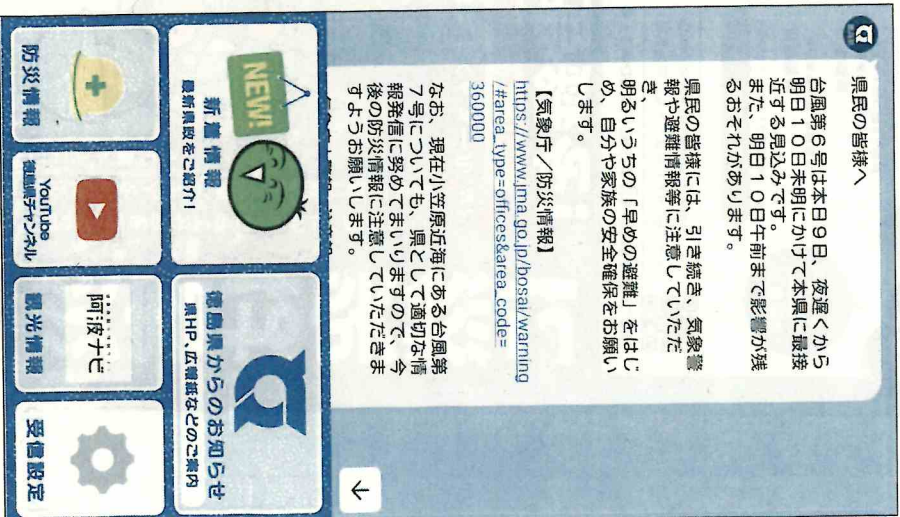 県民の皆様へ
台風第6号は本日9日、夜遅くから
明日10日未明にかけて本県に最接
近する見込みです。
また、明日10日午前まで影響が残
るおそれがあります。
県民の皆様には、引き続き、気象警
報や避難情報等に注意していただ
き、
明るいうちの「早めの避難」をはじ
め、自分や家族の安全確保をお願い
します。
【気象庁／防災情報】
https://www.jma.go.jp/bosai/warning
/#area_type=offices&area_code=
360000
なお、現在小笠原近海にある台風第
7号についても、県として適切な情
報発信に努めてまいりますので、今
後の防災情報に注意していただきま
すようお願いします。
NEW!
新着情報
最新県政をご紹介!
徳島県からのお知らせ
県HP、広報紙などのご案内
防災情報
YouTube
徳島県チャンネル
阿波ナビ
観光情報
受信設定